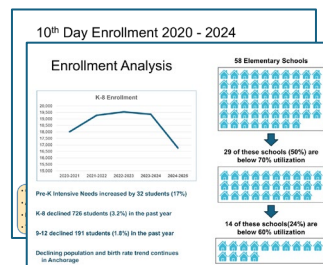 10th Day Enrollment 2020 - 2024
Enrollment Analysis
K-8 Enrollment
20,000
19,500
19,000
18,500
18,000
17,500
17,000
16,500
16,000
15,500
15,000
2020-2021 2021-2022 2022-2023 2023-2024 2024-2025
Pre-K Intensive Needs increased by 32 students (17%)
K-8 declined 726 students (3.2%) in the past year
9-12 declined 191 students (1.8%) in the past year
Declining population and birth rate trend continues
in Anchorage
58 Elementary Schools
29 of these schools (50%) are
below 70% utilization
14 of these schools(24%) are
below 60% utilization